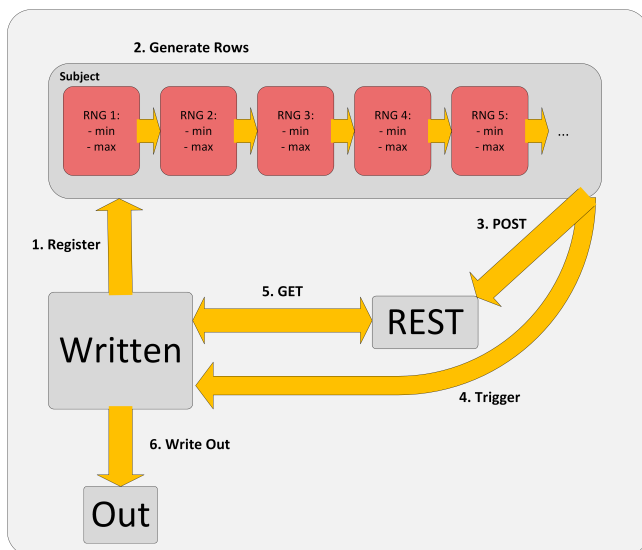 2. Generate Rows
Subject
RNG 1:
- min
- max
RNG 2:
- min
- max
RNG 3:
- min
- max
RNG 4:
- min
- max
RNG 5:
- min
- max
...
3. POST
1. Register
5. GET
REST
Written
4. Trigger
6. Write Out
Out